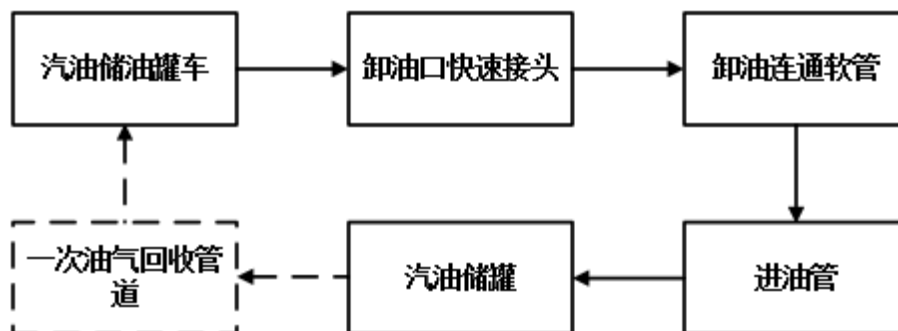 汽油储油罐车
卸油口快速接头
卸油连通软管
一次油气回收管
道
汽油储罐
进油管